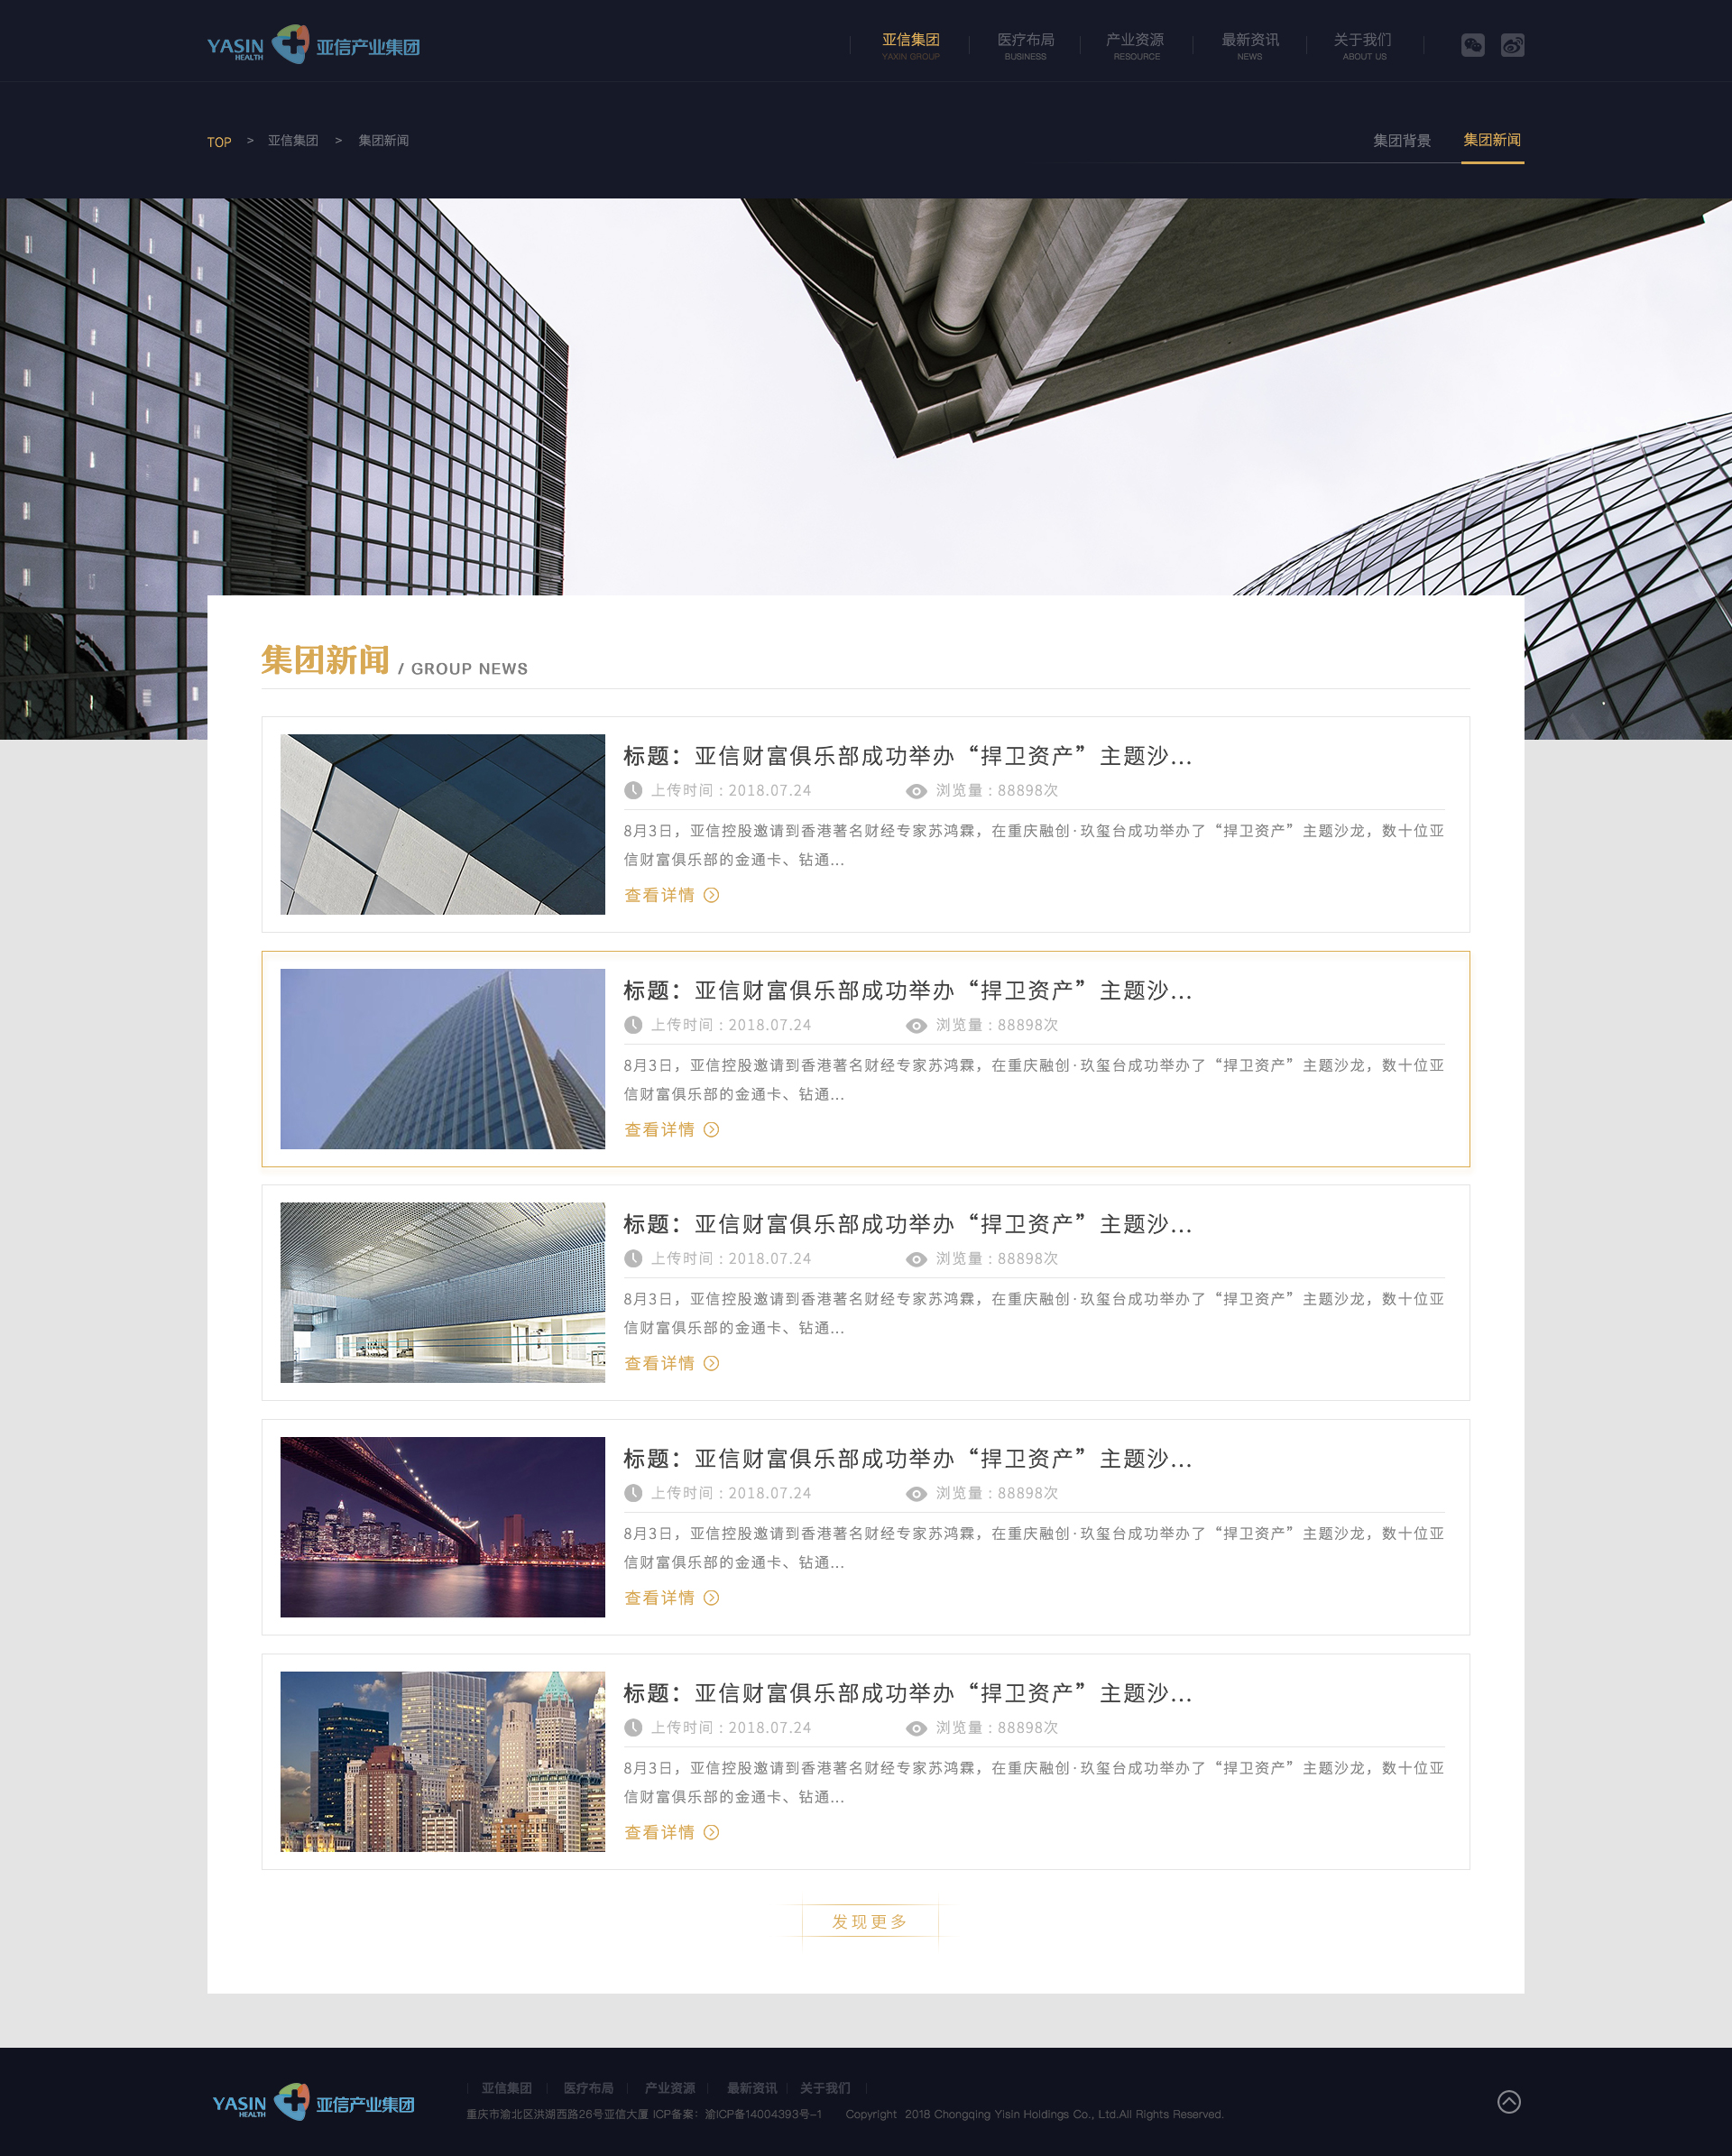 YASIN HEALTH 亚信产业集团
亚信集团 医疗布局 产业资源 最新资讯 关于我们
YAXIN GROUP BUSINESS RESOURCE NEWS ABOUT US
TOP > 亚信集团 > 集团新闻
集团背景 集团新闻
集团新闻 / GROUP NEWS
标题：亚信财富俱乐部成功举办“捍卫资产”主题沙...
上传时间：2018.07.24 浏览量：88898次
8月3日，亚信控股邀请到香港著名财经专家苏鸿霖，在重庆融创·玖玺台成功举办了“捍卫资产”主题沙龙，数十位亚
信财富俱乐部的金通卡、钻通...
查看详情
标题：亚信财富俱乐部成功举办“捍卫资产”主题沙...
上传时间：2018.07.24 浏览量：88898次
8月3日，亚信控股邀请到香港著名财经专家苏鸿霖，在重庆融创·玖玺台成功举办了“捍卫资产”主题沙龙，数十位亚
信财富俱乐部的金通卡、钻通...
查看详情
标题：亚信财富俱乐部成功举办“捍卫资产”主题沙...
上传时间：2018.07.24 浏览量：88898次
8月3日，亚信控股邀请到香港著名财经专家苏鸿霖，在重庆融创·玖玺台成功举办了“捍卫资产”主题沙龙，数十位亚
信财富俱乐部的金通卡、钻通...
查看详情
标题：亚信财富俱乐部成功举办“捍卫资产”主题沙...
上传时间：2018.07.24 浏览量：88898次
8月3日，亚信控股邀请到香港著名财经专家苏鸿霖，在重庆融创·玖玺台成功举办了“捍卫资产”主题沙龙，数十位亚
信财富俱乐部的金通卡、钻通...
查看详情
标题：亚信财富俱乐部成功举办“捍卫资产”主题沙...
上传时间：2018.07.24 浏览量：88898次
8月3日，亚信控股邀请到香港著名财经专家苏鸿霖，在重庆融创·玖玺台成功举办了“捍卫资产”主题沙龙，数十位亚
信财富俱乐部的金通卡、钻通...
查看详情
发现更多
YASIN HEALTH 亚信产业集团
亚信集团 医疗布局 产业资源 最新资讯 关于我们
重庆市渝北区洪湖西路26号亚信大厦 ICP备案：渝ICP备14004393号-1 Copyright 2018 Chongqing Yisin Holdings Co., Ltd.All Rights Reserved.